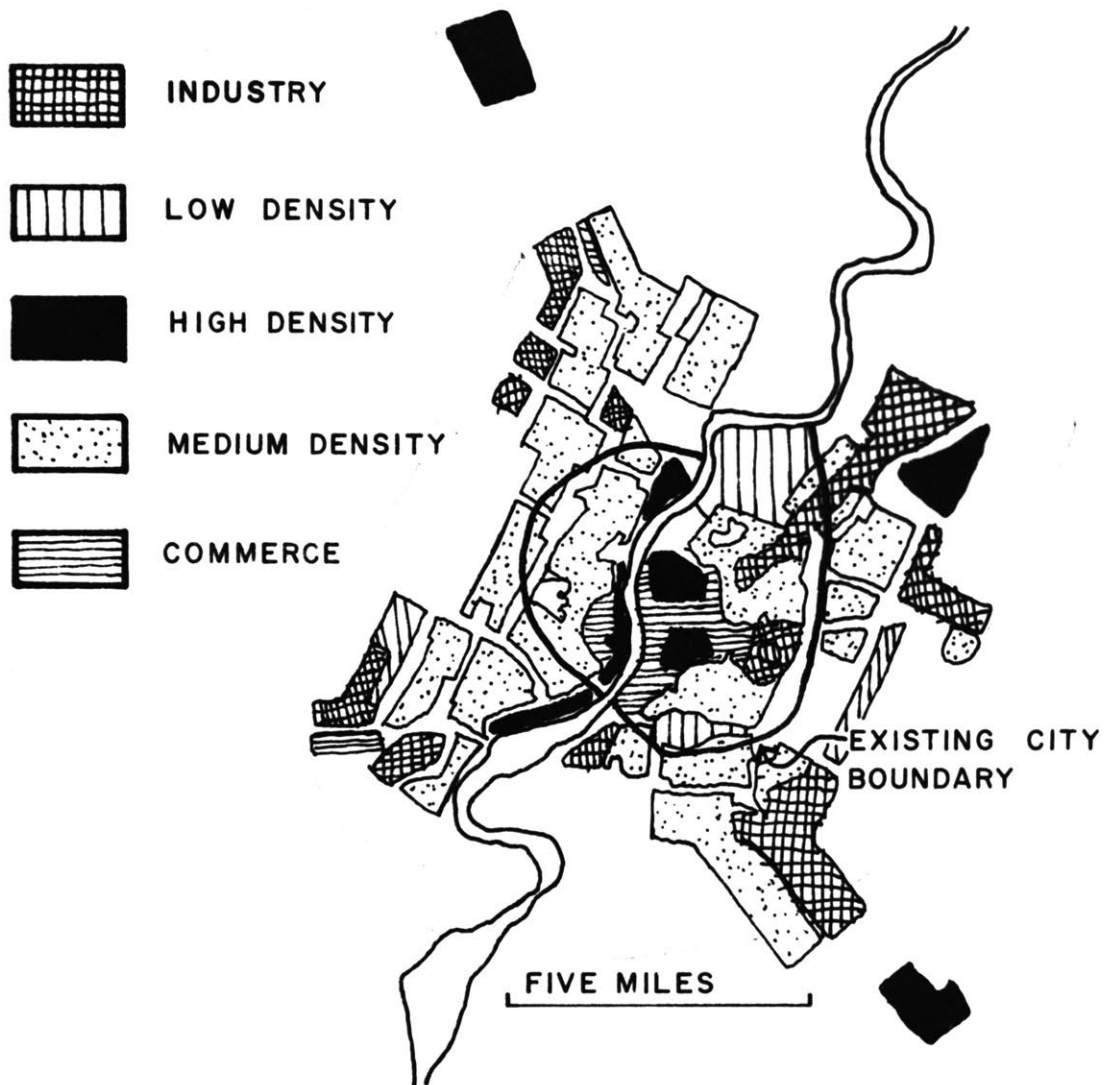 INDUSTRY
LOW DENSITY
HIGH DENSITY
MEDIUM DENSITY
COMMERCE
EXISTING CITY
BOUNDARY
FIVE MILES